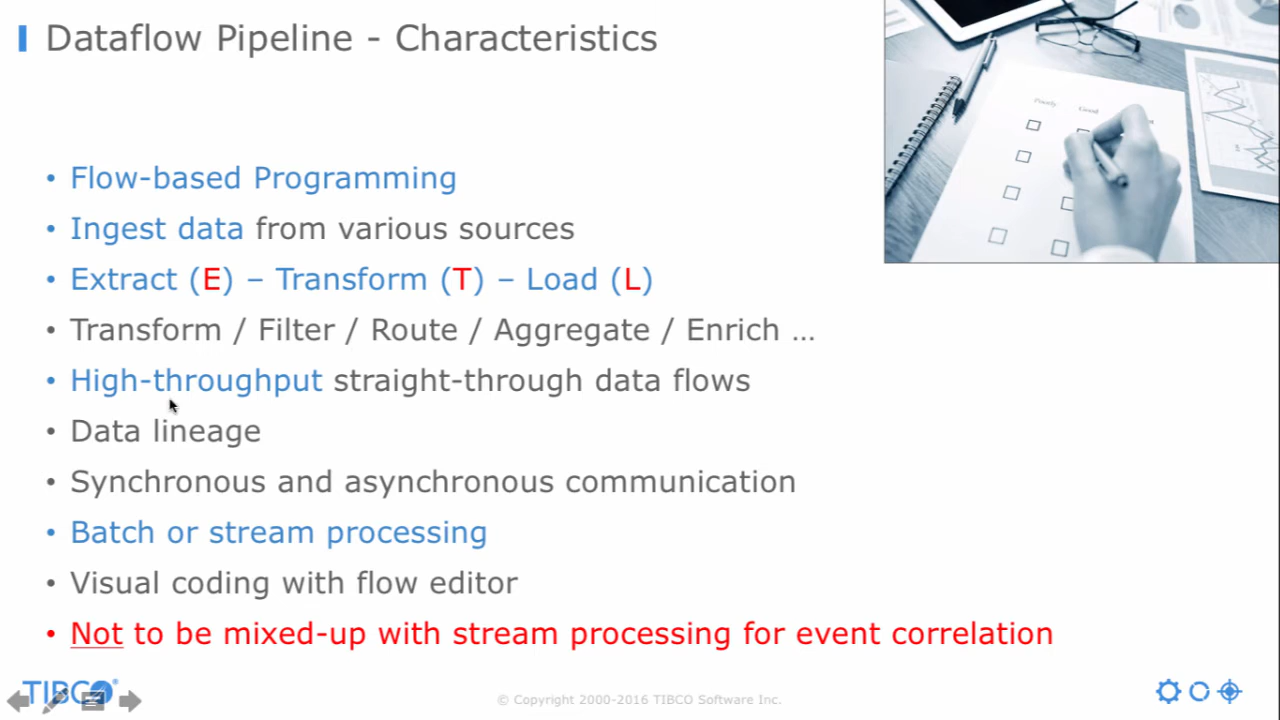 Dataflow Pipeline - Characteristics
Poorly Good
• Flow-based Programming
• Ingest data from various sources
• Extract (E) – Transform (T) – Load (L)
• Transform / Filter / Route / Aggregate / Enrich ...
• High-throughput straight-through data flows
• Data lineage
• Synchronous and asynchronous communication
• Batch or stream processing
• Visual coding with flow editor
• Not to be mixed-up with stream processing for event correlation
TIBCO®
© Copyright 2000-2016 TIBCO Software Inc.